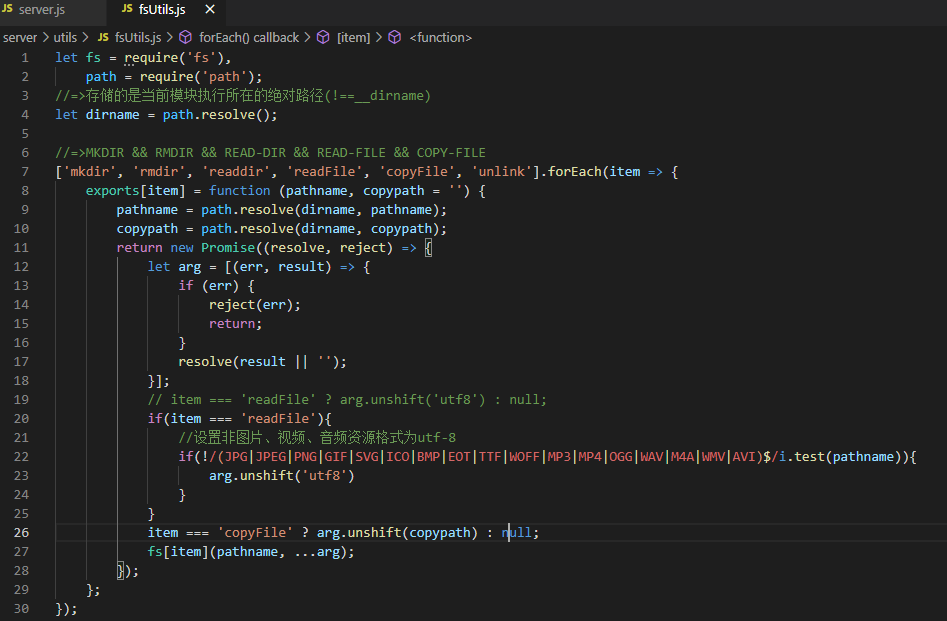 JS server.js JS fsUtils.js ×
server > utils > JS fsUtils.js > forEach() callback > [item] > <function>
1 let fs = require('fs'),
2     path = require('path');
3 //=>存储的是当前模块执行所在的绝对路径(!==__dirname)
4 let dirname = path.resolve();
5
6 //=>MKDIR && RMDIR && READ-DIR && READ-FILE && COPY-FILE
7 ['mkdir', 'rmdir', 'readdir', 'readFile', 'copyFile', 'unlink'].forEach(item => {
8     exports[item] = function (pathname, copypath = '') {
9         pathname = path.resolve(dirname, pathname);
10         copypath = path.resolve(dirname, copypath);
11         return new Promise((resolve, reject) => {
12             let arg = [(err, result) => {
13                 if (err) {
14                     reject(err);
15                     return;
16                 }
17                 resolve(result || '');
18             }];
19             // item === 'readFile' ? arg.unshift('utf8') : null;
20             if(item === 'readFile'){
21                 //设置非图片、视频、音频资源格式为utf-8
22                 if(!/(JPG|JPEG|PNG|GIF|SVG|ICO|BMP|EOT|TTF|WOFF|MP3|MP4|OGG|WAV|M4A|WMV|AVI)$/i.test(pathname)){
23                     arg.unshift('utf8')
24                 }
25             }
26             item === 'copyFile' ? arg.unshift(copypath) : null;
27             fs[item](pathname, ...arg);
28         });
29     };
30 });